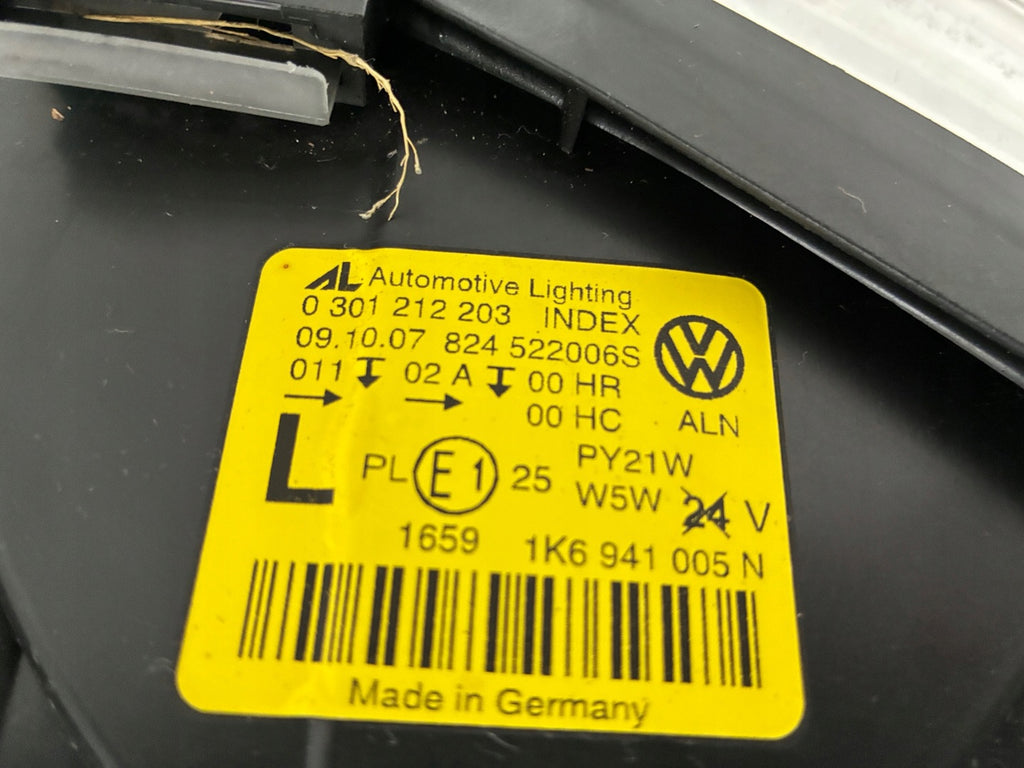 AL Automotive Lighting
0 301 212 203 INDEX
09.10.07 824 522006S
011 02 A 00 HR
00 HC ALN
L PL E1 25 PY21W
W5W 24 V
1659 1K6 941 005 N
Made in Germany